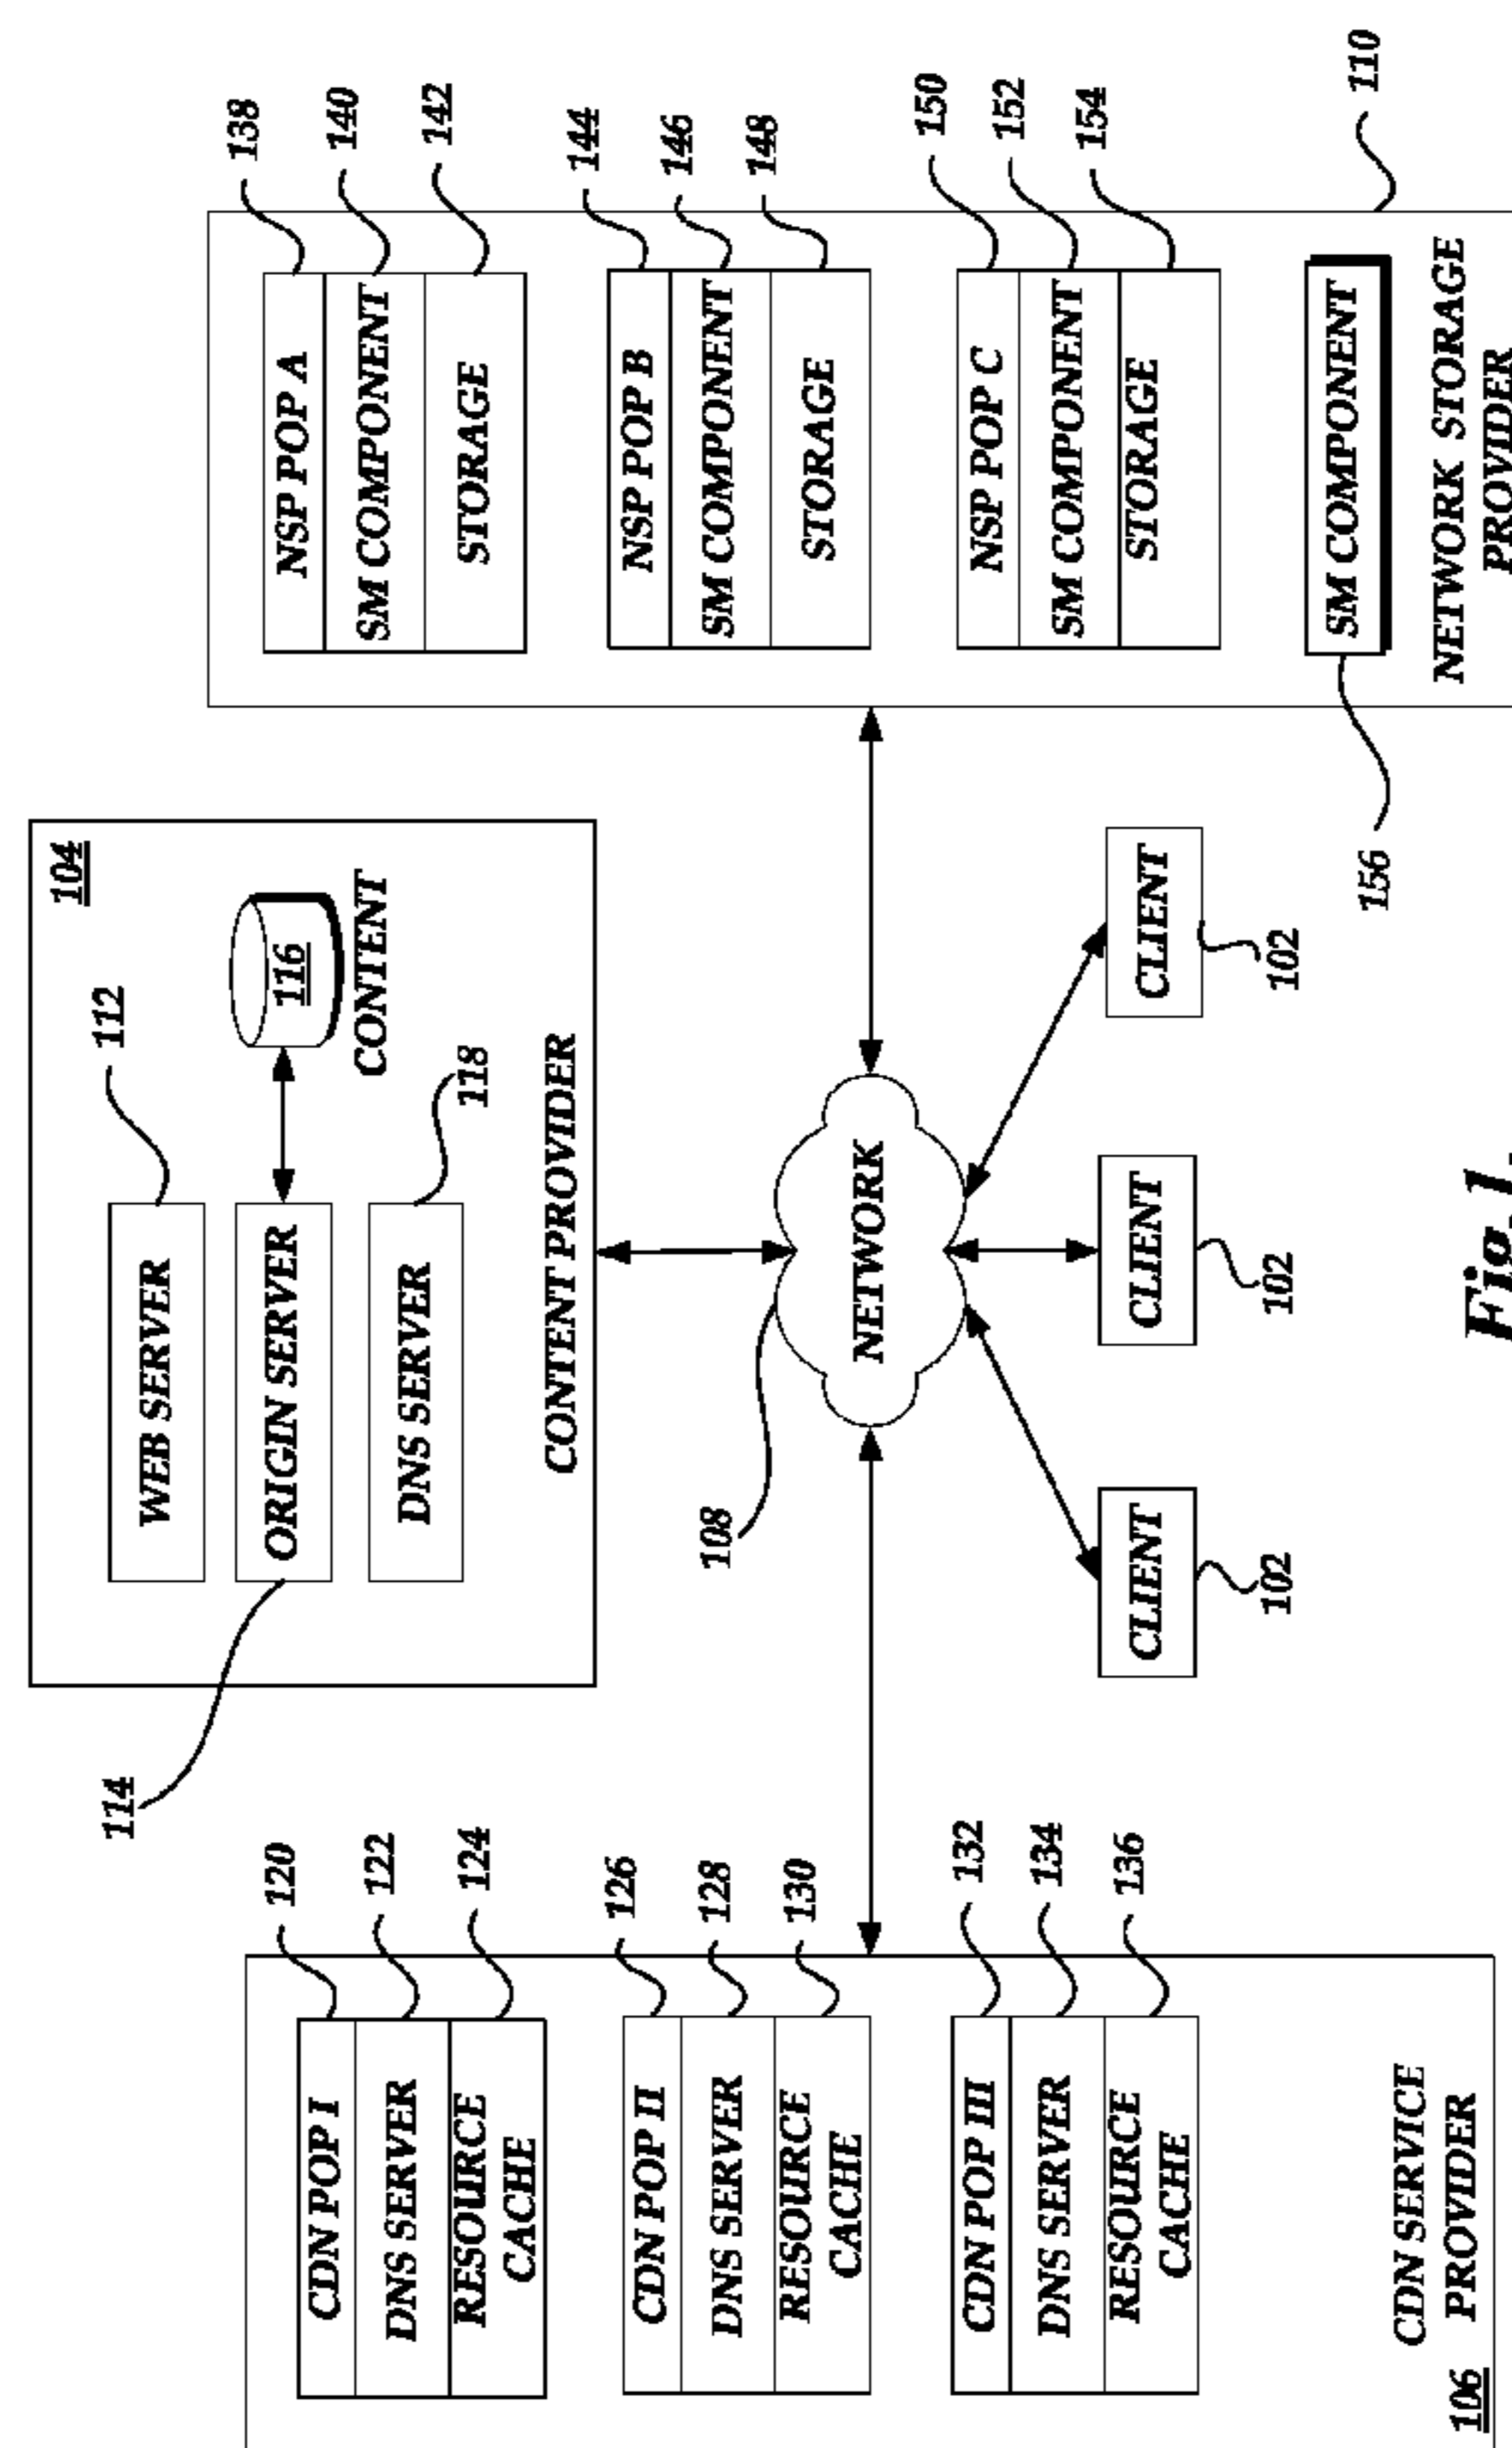 104
112
WEB SERVER
114
ORIGIN SERVER
116
CONTENT
118
DNS SERVER
CONTENT PROVIDER
120
CDN POP I
122
DNS SERVER
124
RESOURCE
CACHE
126
CDN POP II
128
DNS SERVER
130
RESOURCE
CACHE
132
CDN POP III
134
DNS SERVER
136
RESOURCE
CACHE
CDN SERVICE
PROVIDER
106
108
NETWORK
CLIENT
102
CLIENT
102
CLIENT
102
138
NSP POP A
140
SM COMPONENT
142
STORAGE
144
NSP POP B
146
SM COMPONENT
148
STORAGE
150
NSP POP C
152
SM COMPONENT
154
STORAGE
156
SM COMPONENT
110
NETWORK STORAGE
PROVIDER
Fig.1.